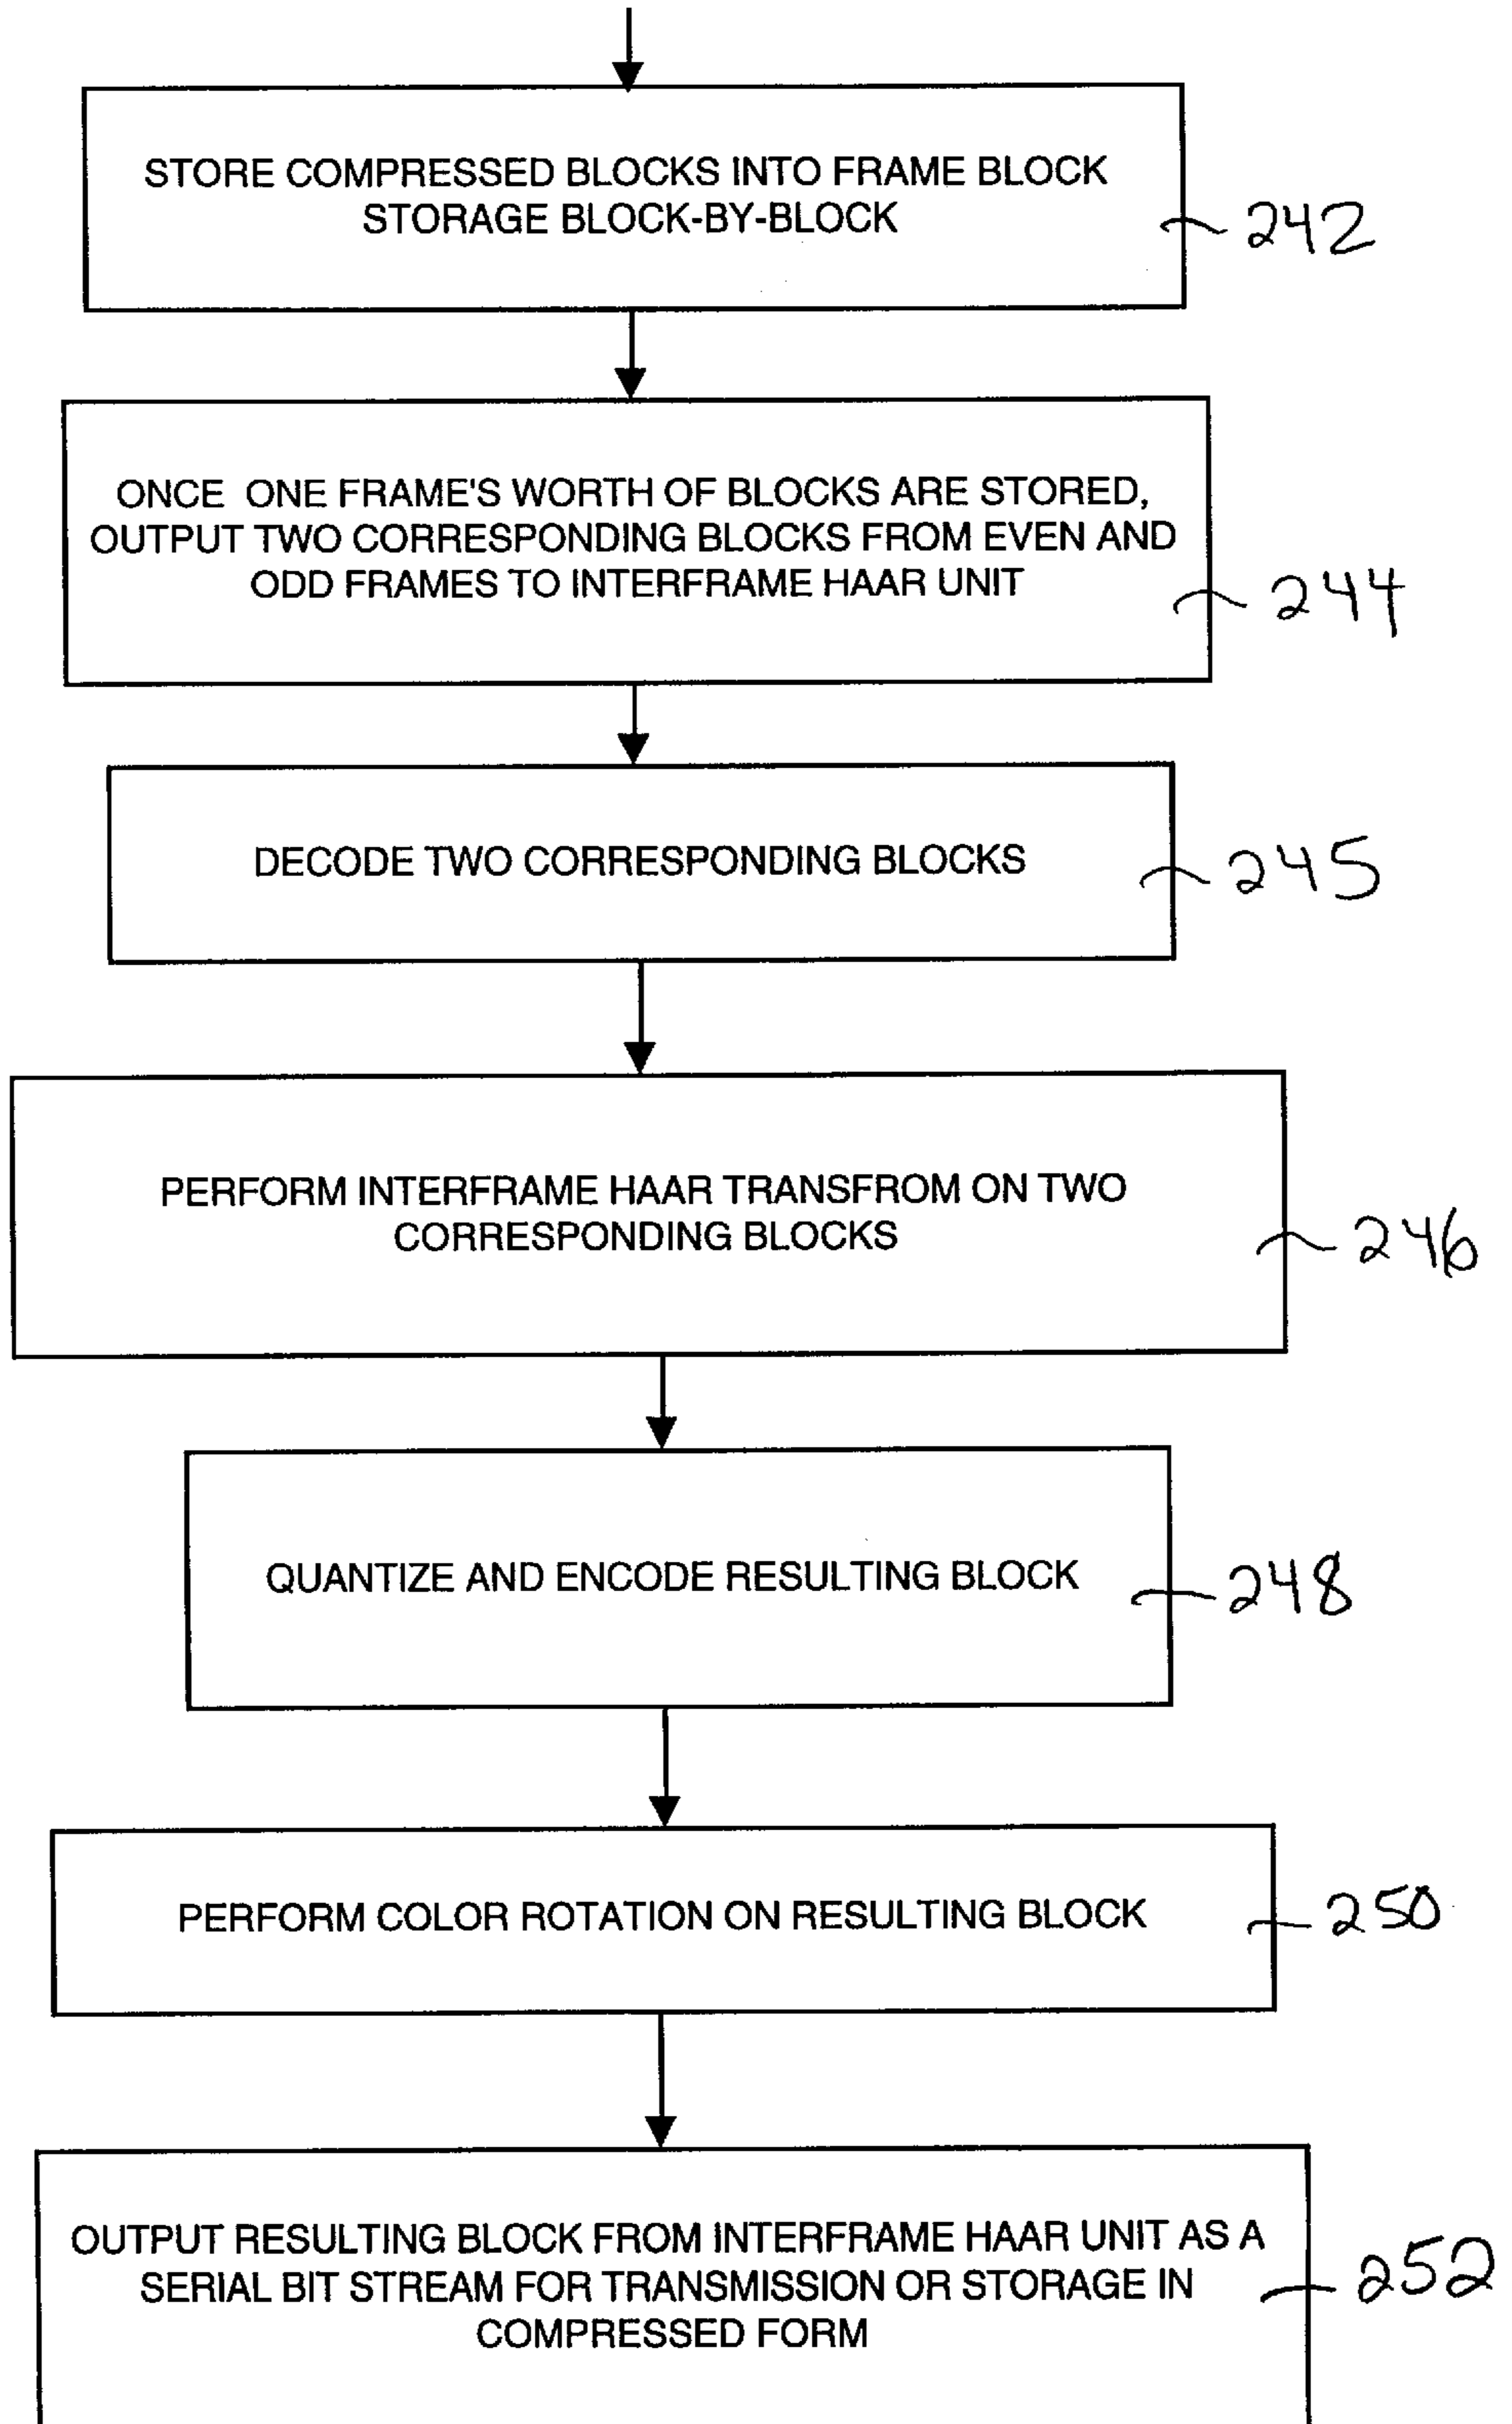 STORE COMPRESSED BLOCKS INTO FRAME BLOCK
STORAGE BLOCK-BY-BLOCK
242
ONCE ONE FRAME'S WORTH OF BLOCKS ARE STORED,
OUTPUT TWO CORRESPONDING BLOCKS FROM EVEN AND
ODD FRAMES TO INTERFRAME HAAR UNIT
244
DECODE TWO CORRESPONDING BLOCKS
245
PERFORM INTERFRAME HAAR TRANSFROM ON TWO
CORRESPONDING BLOCKS
246
QUANTIZE AND ENCODE RESULTING BLOCK
248
PERFORM COLOR ROTATION ON RESULTING BLOCK
250
OUTPUT RESULTING BLOCK FROM INTERFRAME HAAR UNIT AS A
SERIAL BIT STREAM FOR TRANSMISSION OR STORAGE IN
COMPRESSED FORM
252